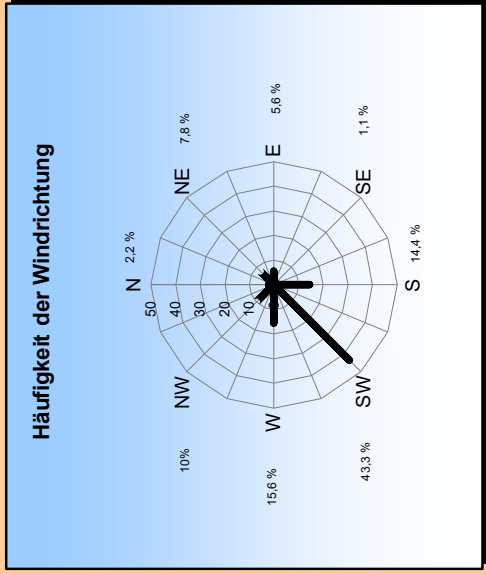 Häufigkeit der Windrichtung
2,2 %
N
7,8 %
NE
5,6 %
E
1,1 %
SE
14,4 %
S
43,3 %
SW
15,6 %
W
10%
NW
50
40
30
20
10